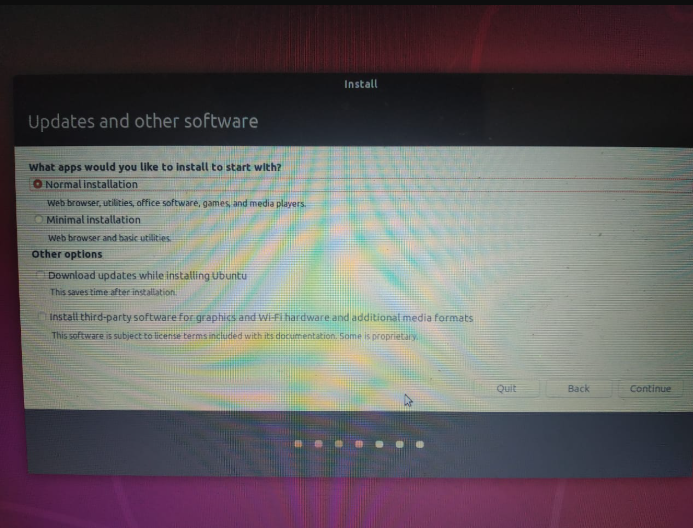 Install
Updates and other software
What apps would you like to install to start with?
Normal installation
Web browser, utilities, office software, games, and media players.
Minimal installation
Web browser and basic utilities.
Other options
Download updates while installing Ubuntu
This saves time after installation.
Install third-party software for graphics and Wi-Fi hardware and additional media formats
This software is subject to license terms included with its documentation. Some is proprietary.
Quit Back Continue